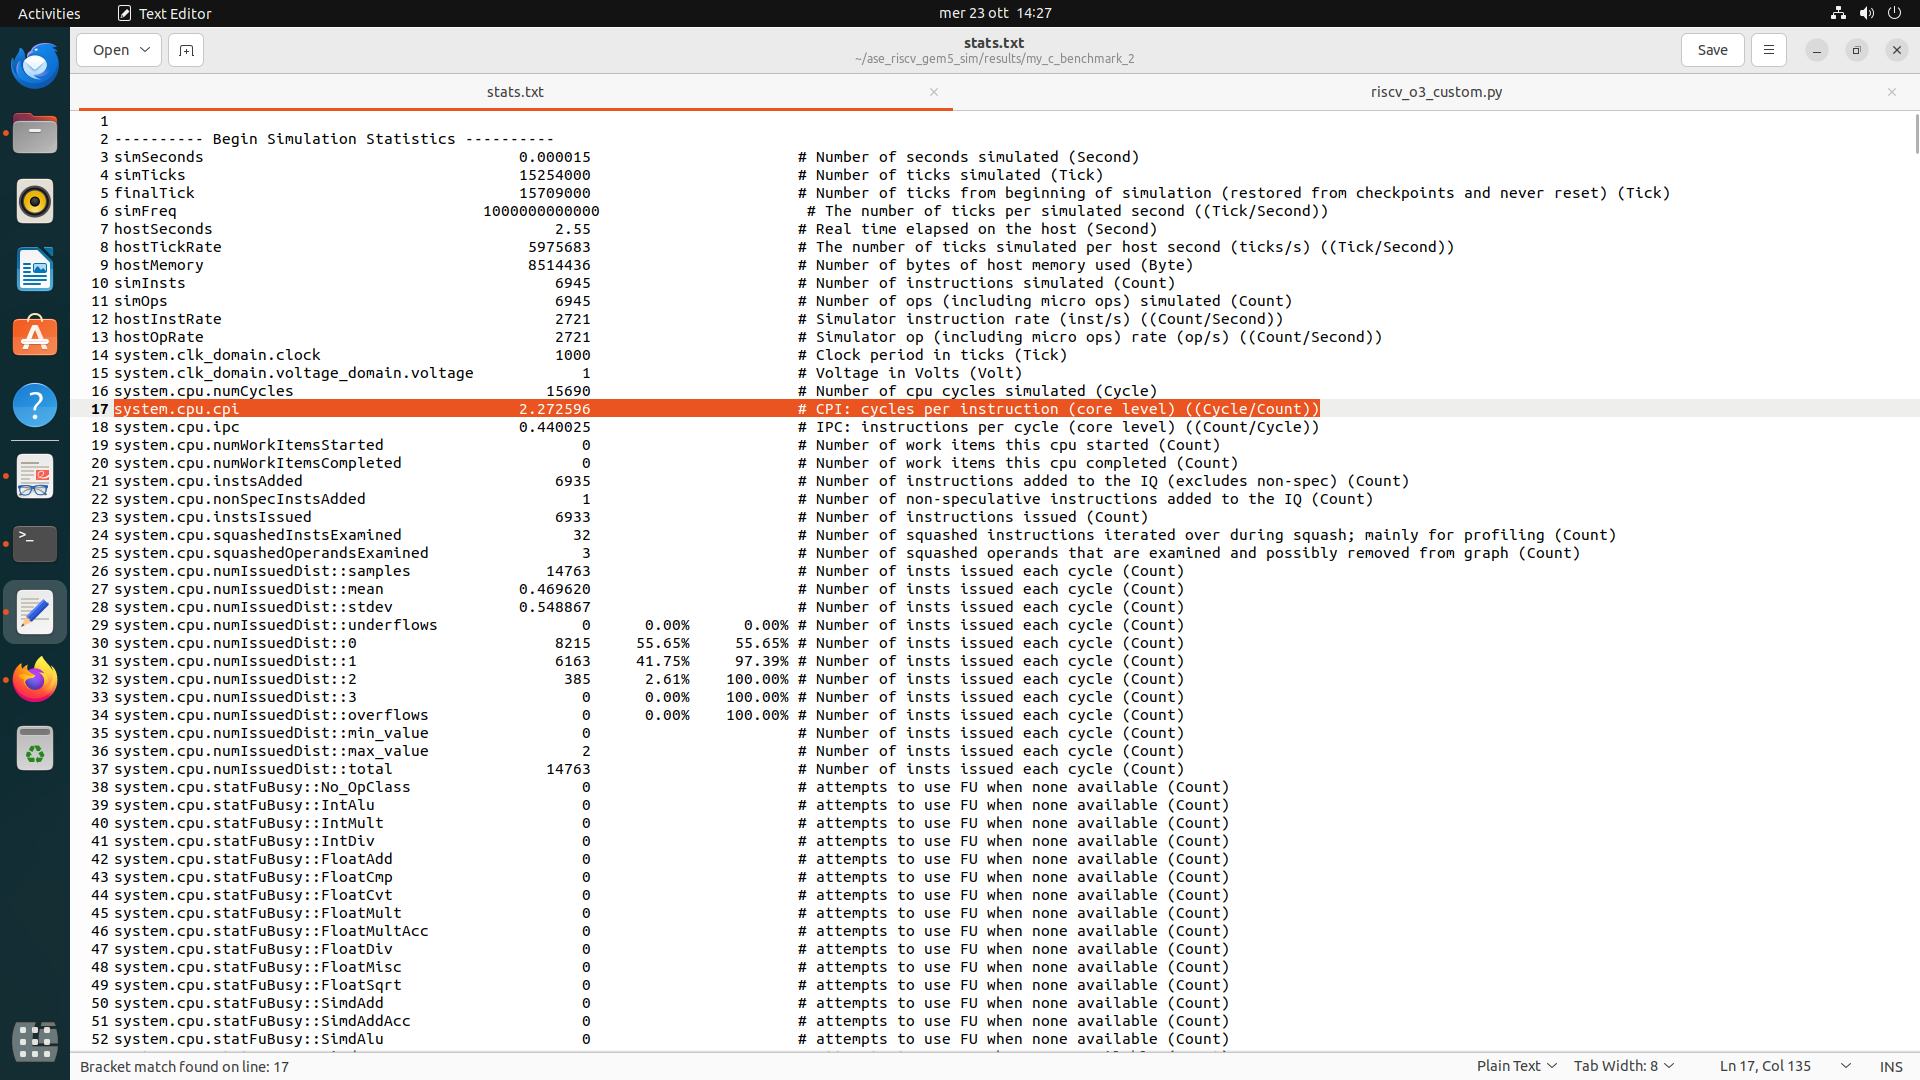 Activities
Text Editor
mer 23 ott 14:27
Open
stats.txt
~/ase_riscv_gem5_sim/results/my_c_benchmark_2
Save
stats.txt
riscv_o3_custom.py
1
2 ---------- Begin Simulation Statistics ----------
3 simSeconds 0.000015 # Number of seconds simulated (Second)
4 simTicks 15254000 # Number of ticks simulated (Tick)
5 finalTick 15709000 # Number of ticks from beginning of simulation (restored from checkpoints and never reset) (Tick)
6 simFreq 1000000000000 # The number of ticks per simulated second ((Tick/Second))
7 hostSeconds 2.55 # Real time elapsed on the host (Second)
8 hostTickRate 5975683 # The number of ticks simulated per host second (ticks/s) ((Tick/Second))
9 hostMemory 8514436 # Number of bytes of host memory used (Byte)
10 simInsts 6945 # Number of instructions simulated (Count)
11 simOps 6945 # Number of ops (including micro ops) simulated (Count)
12 hostInstRate 2721 # Simulator instruction rate (inst/s) ((Count/Second))
13 hostOpRate 2721 # Simulator op (including micro ops) rate (op/s) ((Count/Second))
14 system.clk_domain.clock 1000 # Clock period in ticks (Tick)
15 system.clk_domain.voltage_domain.voltage 1 # Voltage in Volts (Volt)
16 system.cpu.numCycles 15690 # Number of cpu cycles simulated (Cycle)
17 system.cpu.cpi 2.272596 # CPI: cycles per instruction (core level) ((Cycle/Count))
18 system.cpu.ipc 0.440025 # IPC: instructions per cycle (core level) ((Count/Cycle))
19 system.cpu.numWorkItemsStarted 0 # Number of work items this cpu started (Count)
20 system.cpu.numWorkItemsCompleted 0 # Number of work items this cpu completed (Count)
21 system.cpu.instsAdded 6935 # Number of instructions added to the IQ (excludes non-spec) (Count)
22 system.cpu.nonSpecInstsAdded 1 # Number of non-speculative instructions added to the IQ (Count)
23 system.cpu.instsIssued 6933 # Number of instructions issued (Count)
24 system.cpu.squashedInstsExamined 32 # Number of squashed instructions iterated over during squash; mainly for profiling (Count)
25 system.cpu.squashedOperandsExamined 3 # Number of squashed operands that are examined and possibly removed from graph (Count)
26 system.cpu.numIssuedDist::samples 14763 # Number of insts issued each cycle (Count)
27 system.cpu.numIssuedDist::mean 0.469620 # Number of insts issued each cycle (Count)
28 system.cpu.numIssuedDist::stdev 0.548867 # Number of insts issued each cycle (Count)
29 system.cpu.numIssuedDist::underflows 0 0.00% 0.00% # Number of insts issued each cycle (Count)
30 system.cpu.numIssuedDist::0 8215 55.65% 55.65% # Number of insts issued each cycle (Count)
31 system.cpu.numIssuedDist::1 6163 41.75% 97.39% # Number of insts issued each cycle (Count)
32 system.cpu.numIssuedDist::2 385 2.61% 100.00% # Number of insts issued each cycle (Count)
33 system.cpu.numIssuedDist::3 0 0.00% 100.00% # Number of insts issued each cycle (Count)
34 system.cpu.numIssuedDist::overflows 0 0.00% 100.00% # Number of insts issued each cycle (Count)
35 system.cpu.numIssuedDist::min_value 0 # Number of insts issued each cycle (Count)
36 system.cpu.numIssuedDist::max_value 2 # Number of insts issued each cycle (Count)
37 system.cpu.numIssuedDist::total 14763 # Number of insts issued each cycle (Count)
38 system.cpu.statFuBusy::No_OpClass 0 # attempts to use FU when none available (Count)
39 system.cpu.statFuBusy::IntAlu 0 # attempts to use FU when none available (Count)
40 system.cpu.statFuBusy::IntMult 0 # attempts to use FU when none available (Count)
41 system.cpu.statFuBusy::IntDiv 0 # attempts to use FU when none available (Count)
42 system.cpu.statFuBusy::FloatAdd 0 # attempts to use FU when none available (Count)
43 system.cpu.statFuBusy::FloatCmp 0 # attempts to use FU when none available (Count)
44 system.cpu.statFuBusy::FloatCvt 0 # attempts to use FU when none available (Count)
45 system.cpu.statFuBusy::FloatMult 0 # attempts to use FU when none available (Count)
46 system.cpu.statFuBusy::FloatMultAcc 0 # attempts to use FU when none available (Count)
47 system.cpu.statFuBusy::FloatDiv 0 # attempts to use FU when none available (Count)
48 system.cpu.statFuBusy::FloatMisc 0 # attempts to use FU when none available (Count)
49 system.cpu.statFuBusy::FloatSqrt 0 # attempts to use FU when none available (Count)
50 system.cpu.statFuBusy::SimdAdd 0 # attempts to use FU when none available (Count)
51 system.cpu.statFuBusy::SimdAddAcc 0 # attempts to use FU when none available (Count)
52 system.cpu.statFuBusy::SimdAlu 0 # attempts to use FU when none available (Count)
Bracket match found on line: 17
Plain Text
Tab Width: 8
Ln 17, Col 135
INS